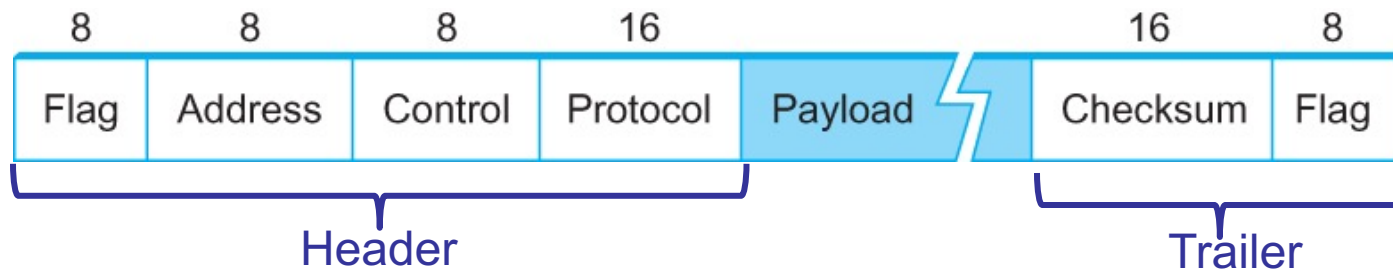 8 8 8 16 16 8
Flag Address Control Protocol Payload Checksum Flag
Header Trailer